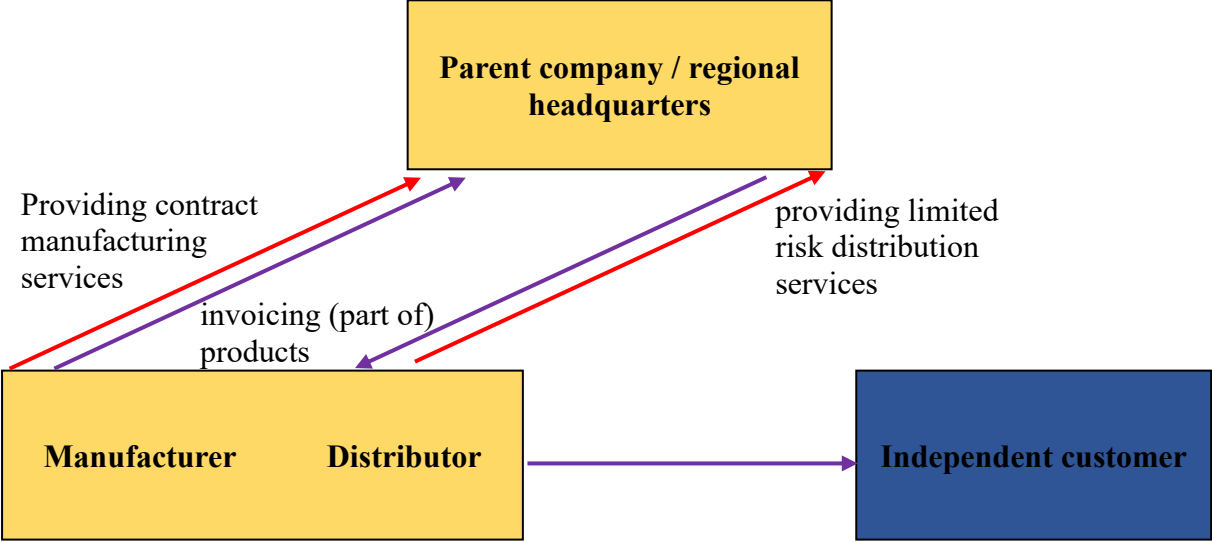 Parent company / regional
headquarters
Providing contract
manufacturing
services
providing limited
risk distribution
services
invoicing (part of)
products
Manufacturer
Distributor
Independent customer